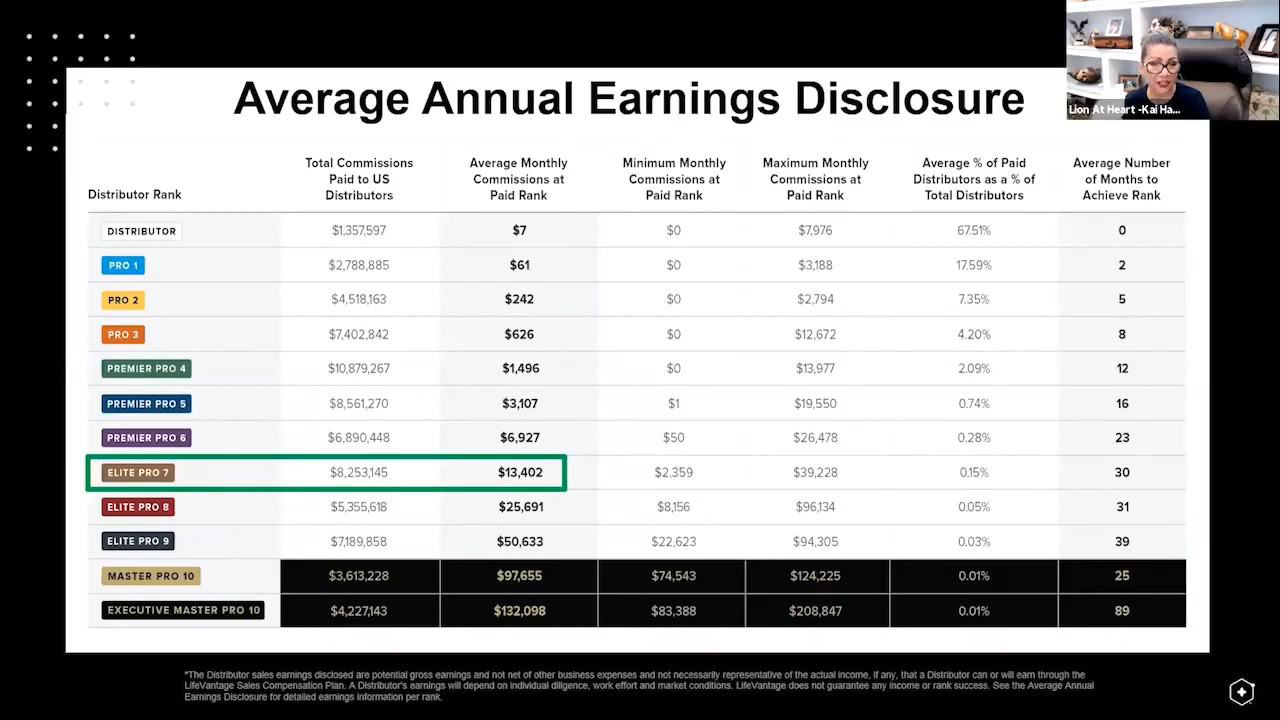 Lion At Heart -Kai Ha...
Average Annual Earnings Disclosure
Distributor Rank
Total Commissions
Paid to US
Distributors
Average Monthly
Commissions at
Paid Rank
Minimum Monthly
Commissions at
Paid Rank
Maximum Monthly
Commissions at
Paid Rank
Average % of Paid
Distributors as a % of
Total Distributors
Average Number
of Months to
Achieve Rank
DISTRIBUTOR $1,357,597 $7 $0 $7,976 67.51% 0
PRO 1 $2,788,885 $61 $0 $3,188 17.59% 2
PRO 2 $4,518,163 $242 $0 $2,794 7.35% 5
PRO 3 $7,402,842 $626 $0 $12,672 4.20% 8
PREMIER PRO 4 $10,879,267 $1,496 $0 $13,977 2.09% 12
PREMIER PRO 5 $8,561,270 $3,107 $1 $19,550 0.74% 16
PREMIER PRO 6 $6,890,448 $6,927 $50 $26,478 0.28% 23
ELITE PRO 7 $8,253,145 $13,402 $2,359 $39,228 0.15% 30
ELITE PRO 8 $5,355,618 $25,691 $8,156 $96,134 0.05% 31
ELITE PRO 9 $7,189,858 $50,633 $22,623 $94,305 0.03% 39
MASTER PRO 10 $3,613,228 $97,655 $74,543 $124,225 0.01% 25
EXECUTIVE MASTER PRO 10 $4,227,143 $132,098 $83,388 $208,847 0.01% 89
*The Distributor sales earnings disclosed are potential gross earnings and not net of other business expenses and not necessarily representative of the actual income, if any, that a Distributor can or will earn through the
LifeVantage Sales Compensation Plan. A Distributor's earnings will depend on individual diligence, work effort and market conditions. LifeVantage does not guarantee any income or rank success. See the Average Annual
Earnings Disclosure for detailed earnings information per rank.